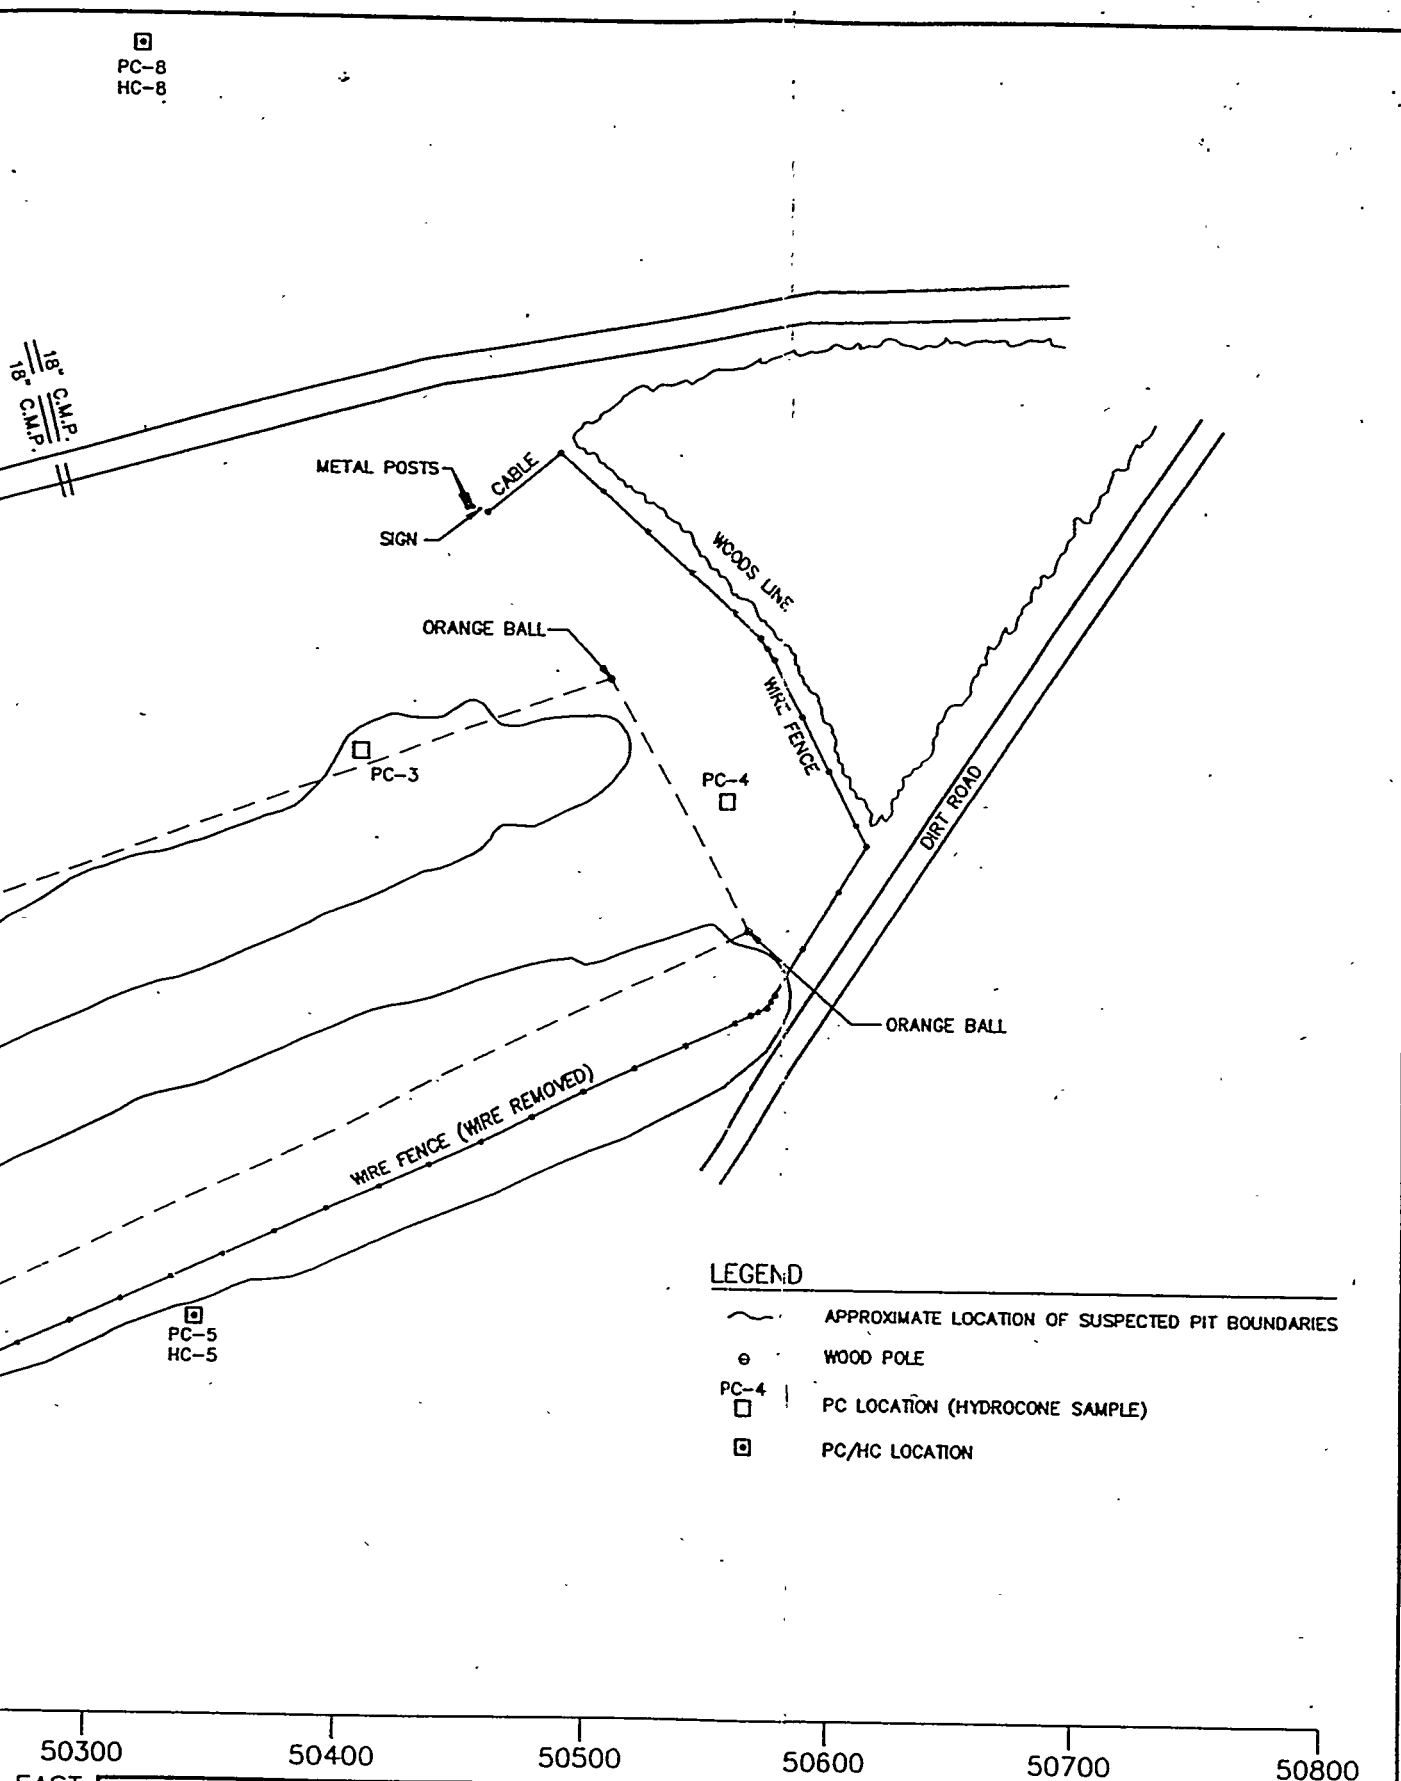 PC-8
HC-8
18" C.M.P.
18" C.M.P.
METAL POSTS
CABLE
SIGN
WOODS LINE
ORANGE BALL
WIRE FENCE
PC-3
PC-4
DIRT ROAD
ORANGE BALL
WIRE FENCE (WIRE REMOVED)
PC-5
HC-5
LEGEND
APPROXIMATE LOCATION OF SUSPECTED PIT BOUNDARIES
WOOD POLE
PC-4
PC LOCATION (HYDROCONE SAMPLE)
PC/HC LOCATION
50300 50400 50500 50600 50700 50800
EAST